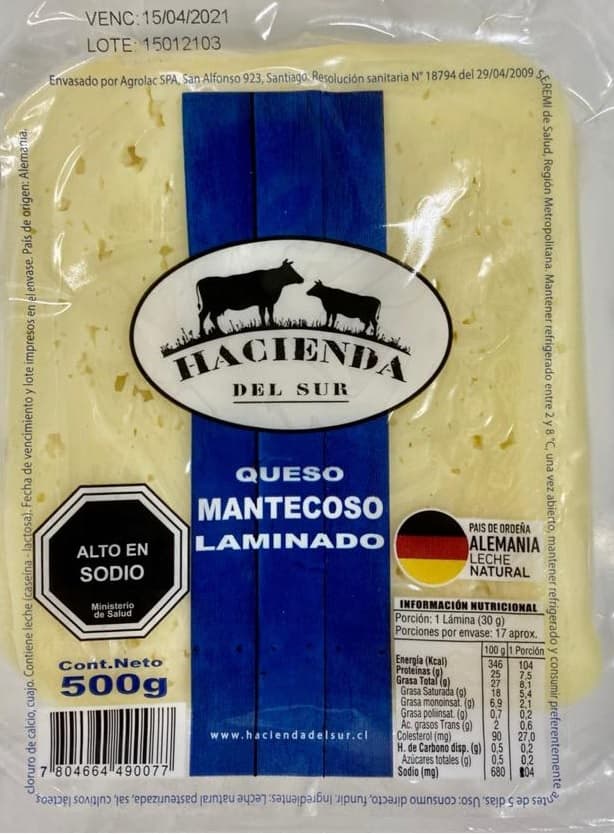 VENC: 15/04/2021
LOTE: 15012103
Envasado por Agrolac SPA, San Alfonso 923, Santiago. Resolución sanitaria N° 18794 del 29/04/2009 SEREMI de Salud, Región Metropolitana. Mantener refrigerado entre 2 y 8 °C, una vez abierto, mantener refrigerado y consumir preferentemente antes de 5 días. Uso: consumo directo, fundir. Ingredientes: Leche natural pasteurizada, sal, cultivos lácteos
cloruro de calcio, cuajo. Contiene leche (caseína - lactosa). Fecha de vencimiento y lote impresos en el envase. País de origen: Alemania.
HACIENDA
DEL SUR
QUESO
MANTECOSO
LAMINADO
ALTO EN
SODIO
Ministerio
de Salud
PAIS DE ORDEÑA
ALEMANIA
LECHE
NATURAL
Cont.Neto
500g
INFORMACIÓN NUTRICIONAL
Porción: 1 Lámina (30 g)
Porciones por envase: 17 aprox.
100 g 1 Porción
Energía (Kcal) 346 104
Proteinas (g) 25 7,5
Grasa Total (g) 27 8,1
Grasa Saturada (g) 18 5,4
Grasa monoinsat. (g) 6,9 2,1
Grasa poliinsat. (g) 0,7 0,2
Ac. grasos Trans (g) 2 0,6
Colesterol (mg) 90 27,0
H. de Carbono disp. (g) 0,5 0,2
Azúcares totales (g) 0,5 0,2
Sodio (mg) 680
www.haciendadelsur.cl
7 804664 490077